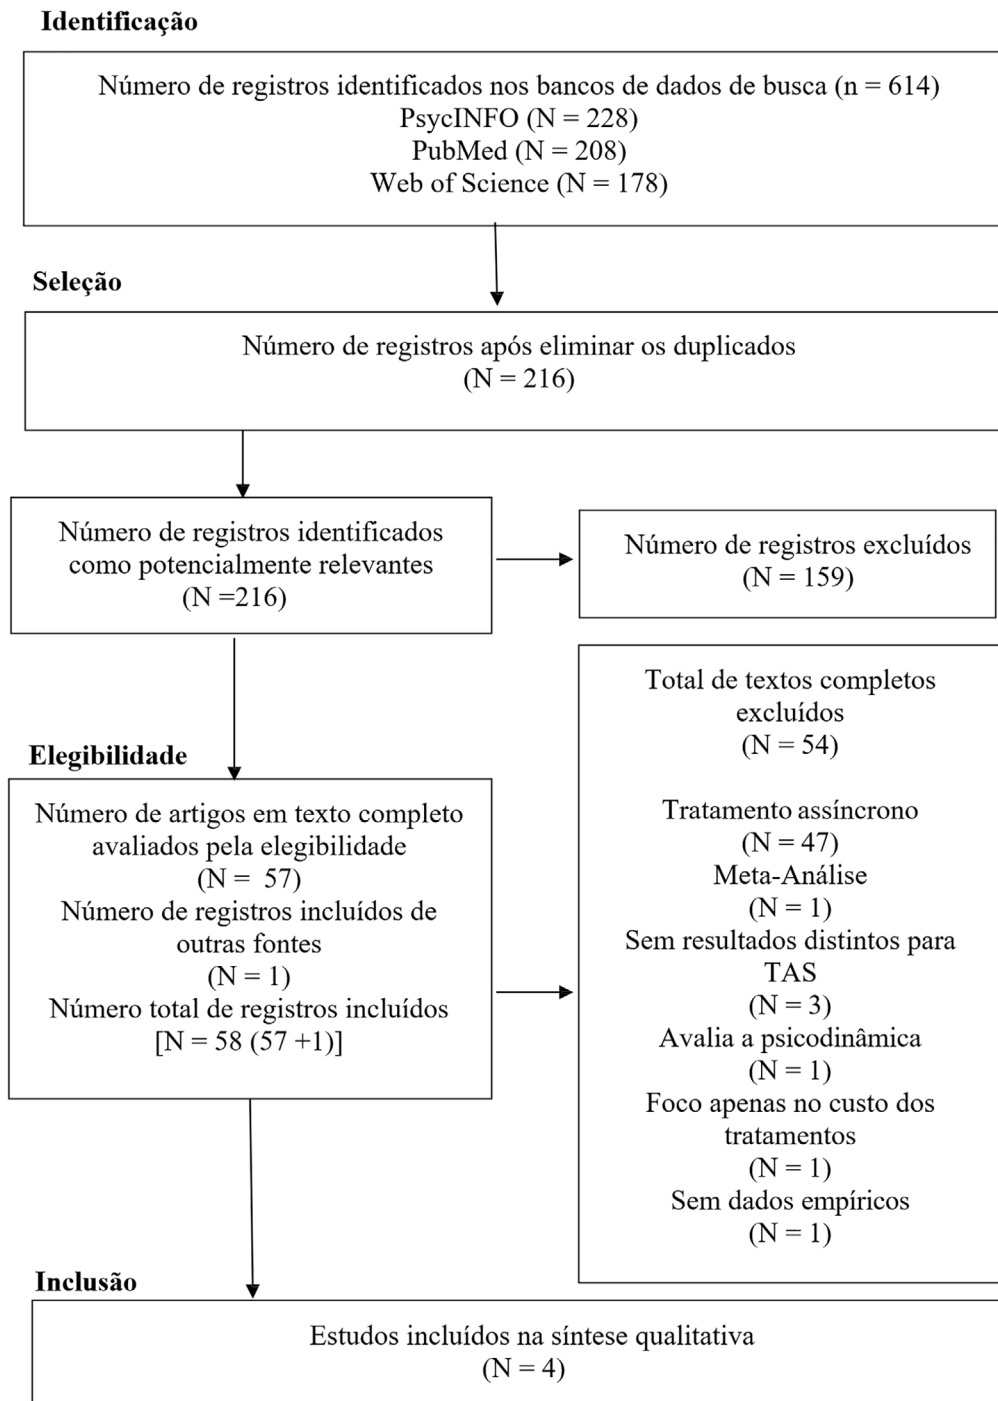 Identificação
Número de registros identificados nos bancos de dados de busca (n = 614)
PsycINFO (N = 228)
PubMed (N = 208)
Web of Science (N = 178)
Seleção
Número de registros após eliminar os duplicados
(N = 216)
Número de registros identificados
como potencialmente relevantes
(N =216)
Número de registros excluídos
(N = 159)
Elegibilidade
Número de artigos em texto completo
avaliados pela elegibilidade
(N =  57)
Número de registros incluídos de
outras fontes
(N = 1)
Número total de registros incluídos
[N = 58 (57 +1)]
Total de textos completos
excluídos
(N = 54)
Tratamento assíncrono
(N = 47)
Meta-Análise
(N = 1)
Sem resultados distintos para
TAS
(N = 3)
Avalia a psicodinâmica
(N = 1)
Foco apenas no custo dos
tratamentos
(N = 1)
Sem dados empíricos
(N = 1)
Inclusão
Estudos incluídos na síntese qualitativa
(N = 4)